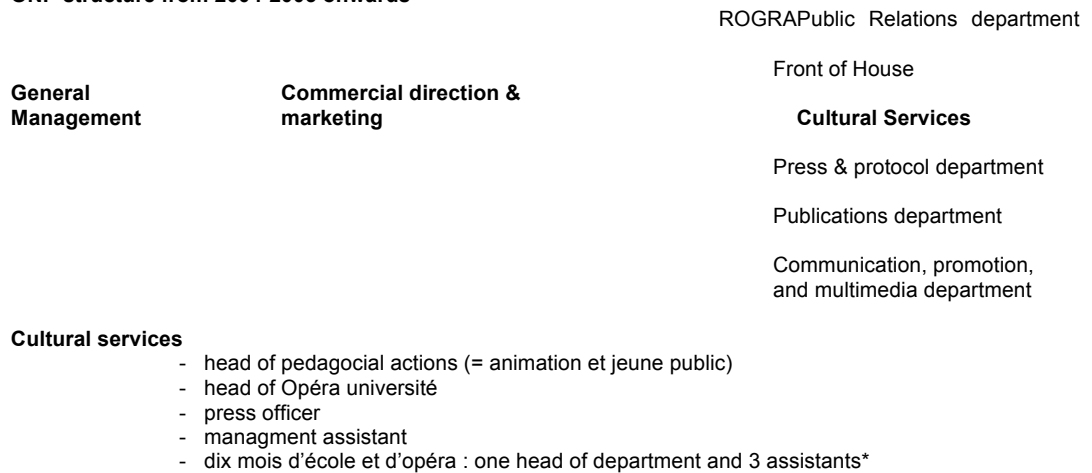 ROGRAPublic Relations department
Front of House
General Commercial direction &
Management marketing Cultural Services
Press & protocol department
Publications department
Communication, promotion,
and multimedia department
Cultural services
- head of pedagocial actions (= animation et jeune public)
- head of Opéra université
- press officer
- managment assistant
- dix mois d'école et d'opéra : one head of department and 3 assistants*